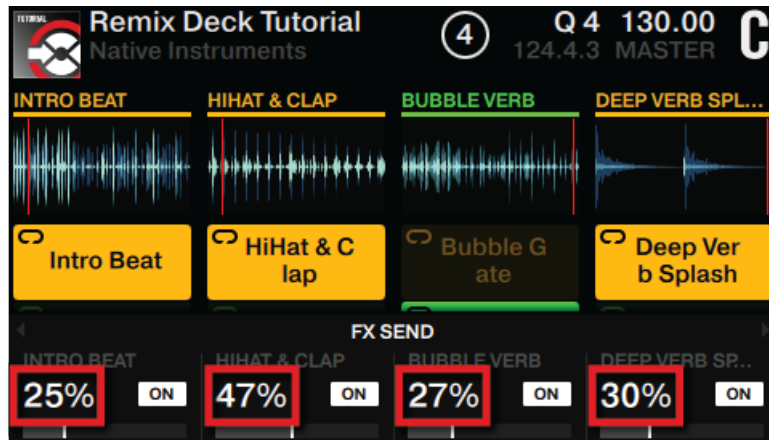 TUTORIAL
Remix Deck Tutorial
Native Instruments
4
Q 4 130.00
124.4.3 MASTER
C
INTRO BEAT HIHAT & CLAP BUBBLE VERB DEEP VERB SPL...
Intro Beat
HiHat & C
lap
Bubble G
ate
Deep Ver
b Splash
FX SEND
INTRO BEAT HIHAT & CLAP BUBBLE VERB DEEP VERB SP...
25% ON 47% ON 27% ON 30% ON